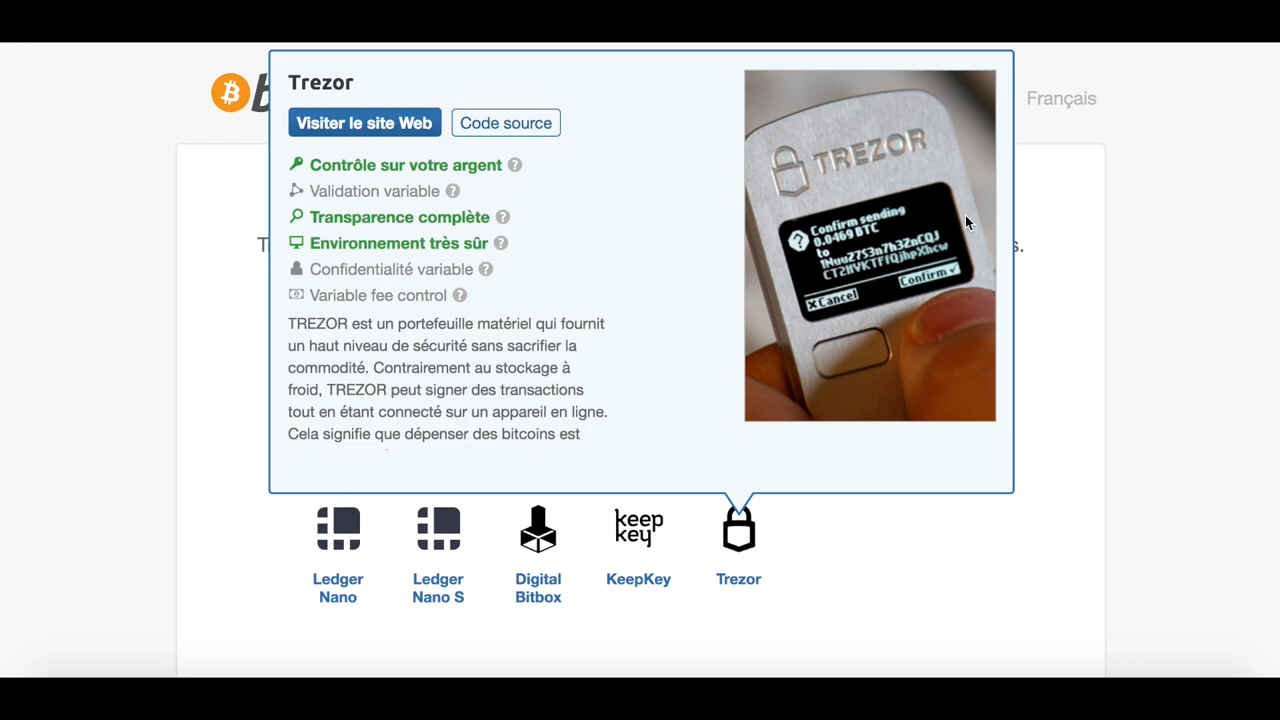 Trezor
Français
Visiter le site Web
Code source
Contrôle sur votre argent ?
Validation variable ?
Transparence complète ?
Environnement très sûr ?
Confidentialité variable ?
Variable fee control ?
TREZOR est un portefeuille matériel qui fournit
un haut niveau de sécurité sans sacrifier la
commodité. Contrairement au stockage à
froid, TREZOR peut signer des transactions
tout en étant connecté sur un appareil en ligne.
Cela signifie que dépenser des bitcoins est
TREZOR
Confirm sending
0.0469 BTC
to
Cancel
Confirm
keep
key
Ledger
Nano
Ledger
Nano S
Digital
Bitbox
KeepKey
Trezor